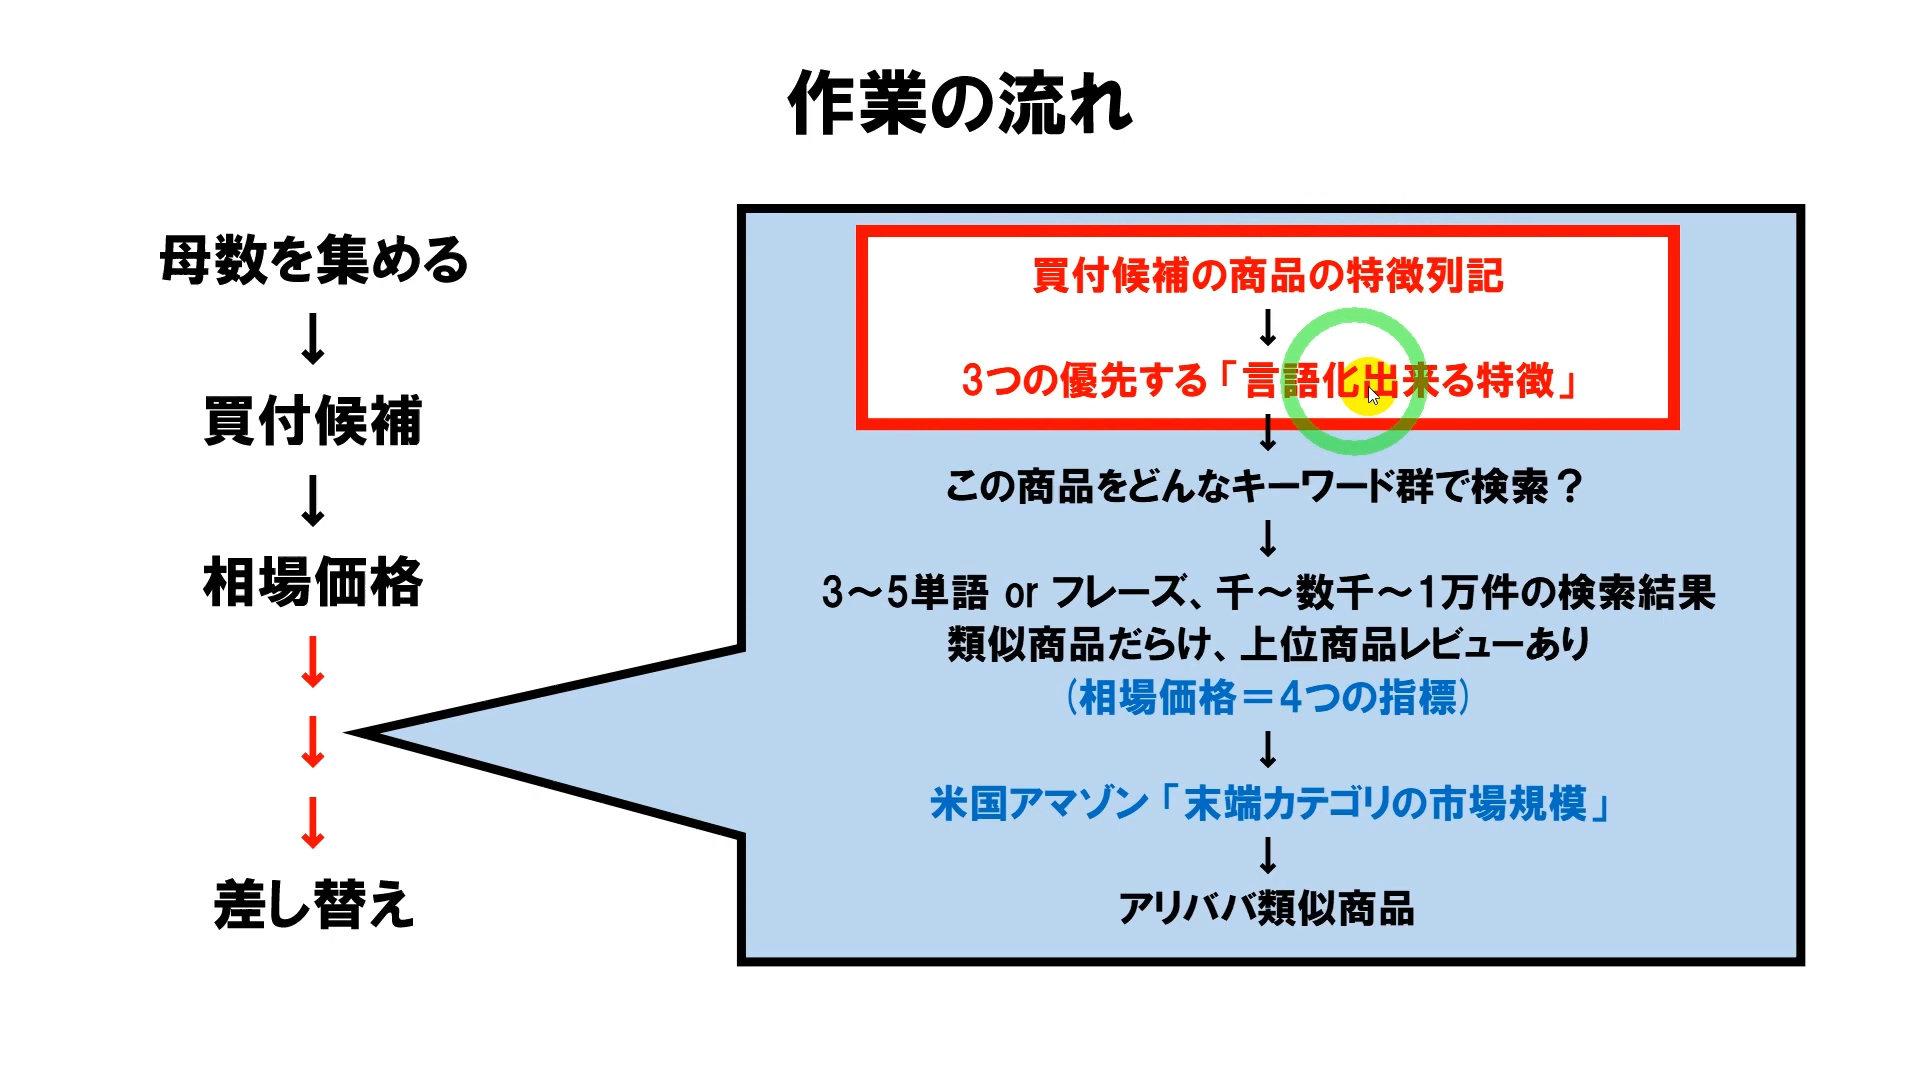 作業の流れ
母数を集める
↓
買付候補
↓
相場価格
↓
↓
↓
差し替え
買付候補の商品の特徴列記
↓
3つの優先する「言語化出来る特徴」
↓
この商品をどんなキーワード群で検索？
↓
3～5単語 or フレーズ、千～数千～1万件の検索結果
類似商品だらけ、上位商品レビューあり
(相場価格＝4つの指標)
↓
米国アマゾン「末端カテゴリの市場規模」
↓
アリババ類似商品